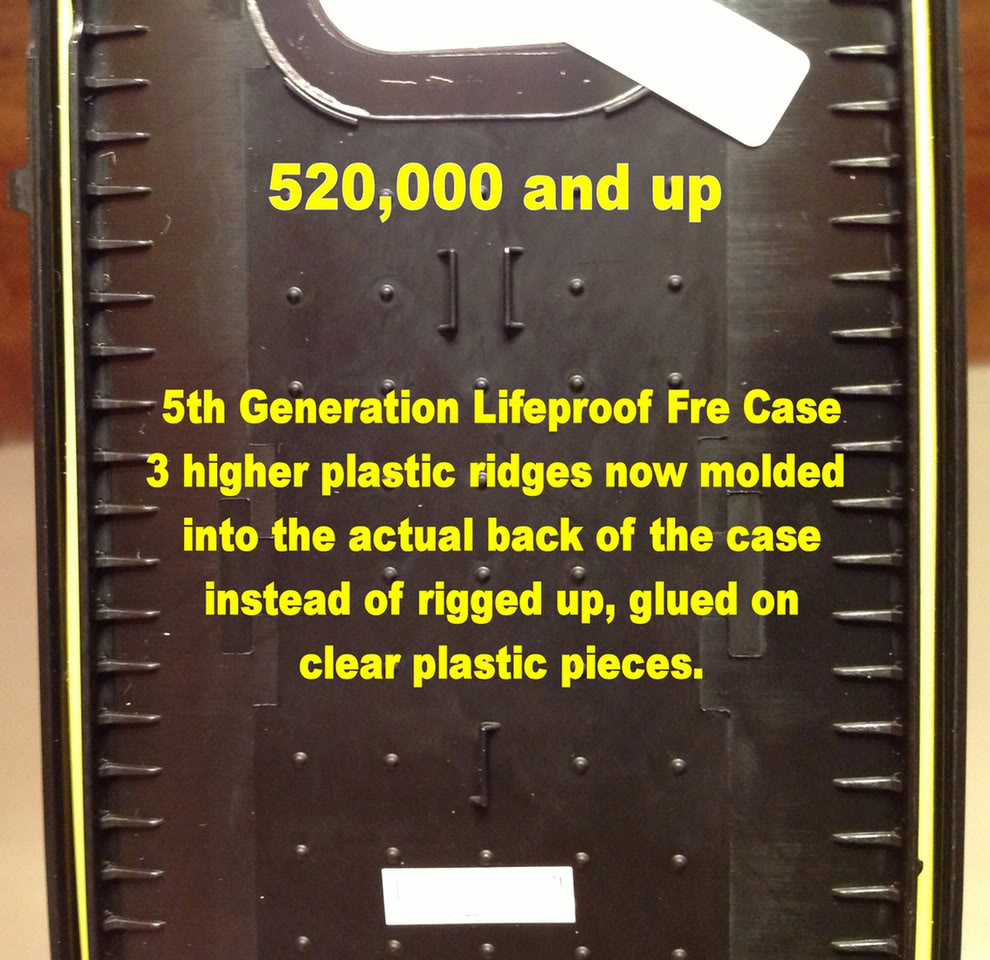 520,000 and up
5th Generation Lifeproof Fre Case
3 higher plastic ridges now molded
into the actual back of the case
instead of rigged up, glued on
clear plastic pieces.